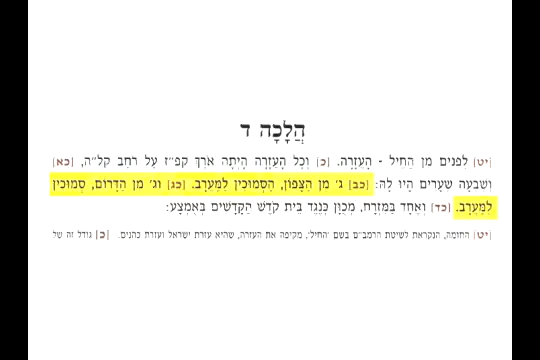 הֲלָכָה ד
[יט] לִפְנִים מִן הַחֵיל - הָעֲזָרָה. [כ] וְכָל הָעֲזָרָה הָיְתָה אֹרֶךְ קפ״ז עַל רֹחַב קל״ה, [כא]
וְשִׁבְעָה שְׁעָרִים הָיוּ לָהּ: [כב] ג׳ מִן הַצָּפוֹן, הַסְּמוּכִין לַמַּעֲרָב. [כג] וְג׳ מִן הַדָּרוֹם, סְמוּכִין
לַמַּעֲרָב. [כד] וְאֶחָד בַּמִּזְרָח, מְכֻוָּן כְּנֶגֶד בֵּית קֹדֶשׁ הַקֳּדָשִׁים בְּאֶמְצַע:
[יט] החומה, הנקראת לשיטת הרמב״ם בשם ׳החיל׳, מקיפה את העזרה, שהיא עזרת ישראל ועזרת כהנים. [כ] גודל זה של